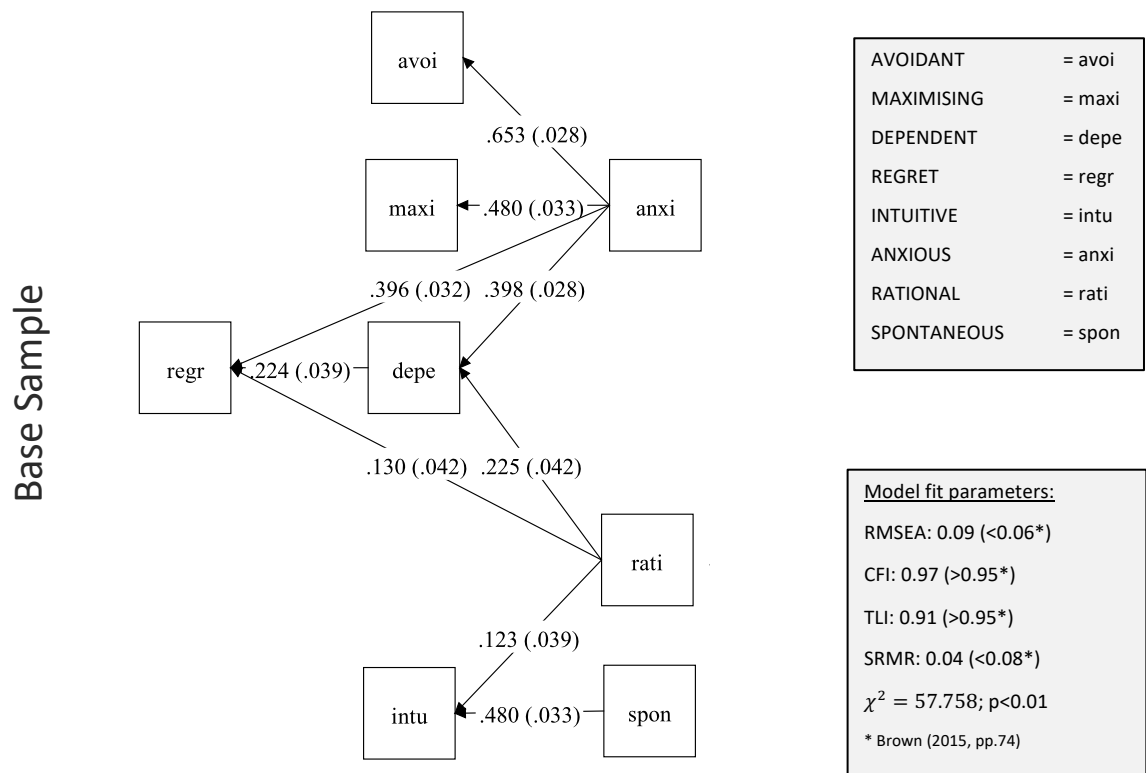 Base Sample
avoi
.653 (.028)
maxi
.480 (.033)
anxi
.396 (.032)
.398 (.028)
regr
.224 (.039)
depe
.130 (.042)
.225 (.042)
rati
.123 (.039)
intu
.480 (.033)
spon
AVOIDANT = avoi
MAXIMISING = maxi
DEPENDENT = depe
REGRET = regr
INTUITIVE = intu
ANXIOUS = anxi
RATIONAL = rati
SPONTANEOUS = spon
Model fit parameters:
RMSEA: 0.09 (<0.06*)
CFI: 0.97 (>0.95*)
TLI: 0.91 (>0.95*)
SRMR: 0.04 (<0.08*)
χ² = 57.758; p<0.01
* Brown (2015, pp.74)